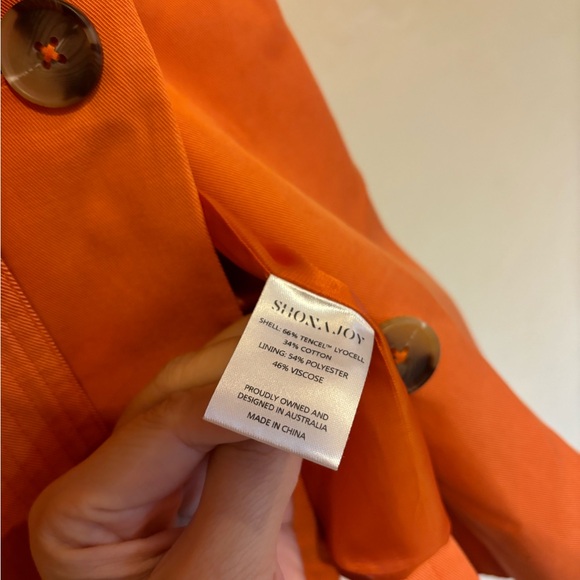 SHONA JOY
SHELL: 66% TENCEL™ LYOCELL
34% COTTON
LINING: 54% POLYESTER
46% VISCOSE
PROUDLY OWNED AND
DESIGNED IN AUSTRALIA
MADE IN CHINA